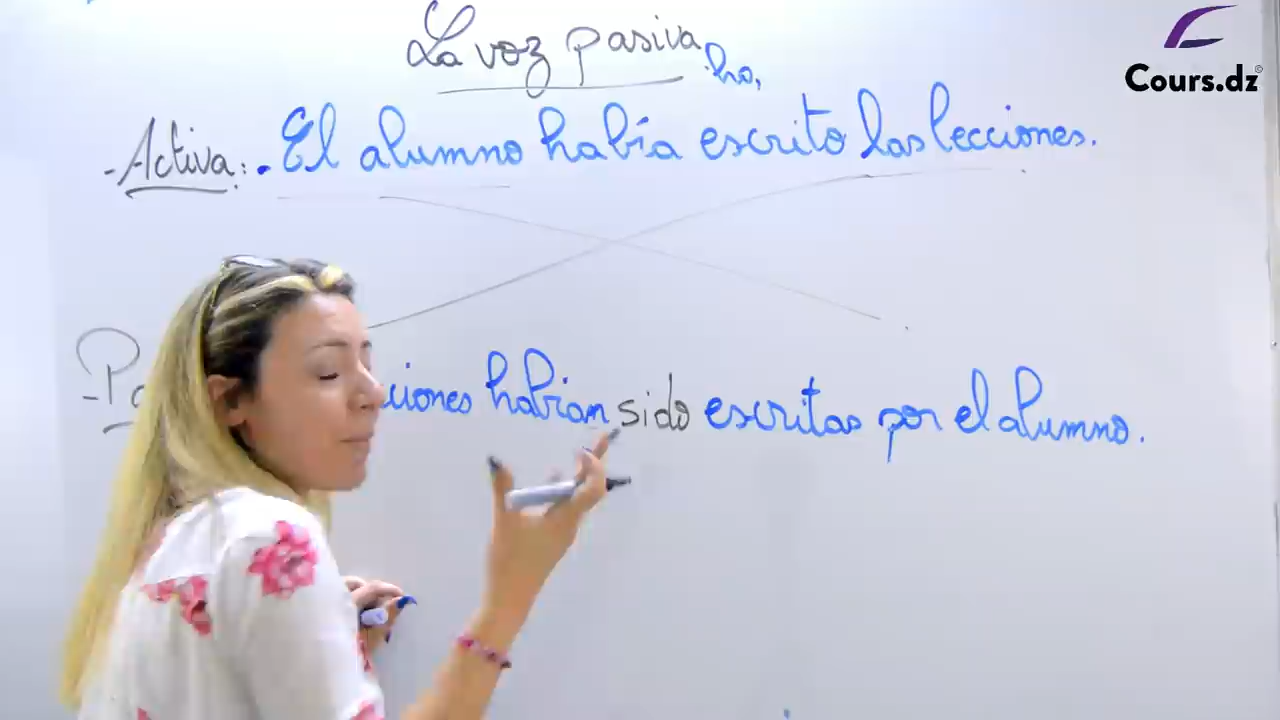 La voz pasiva
Cours.dz
- Activa: . El alumno había escrito las lecciones.
ciones habían sido escritas por el alumno.